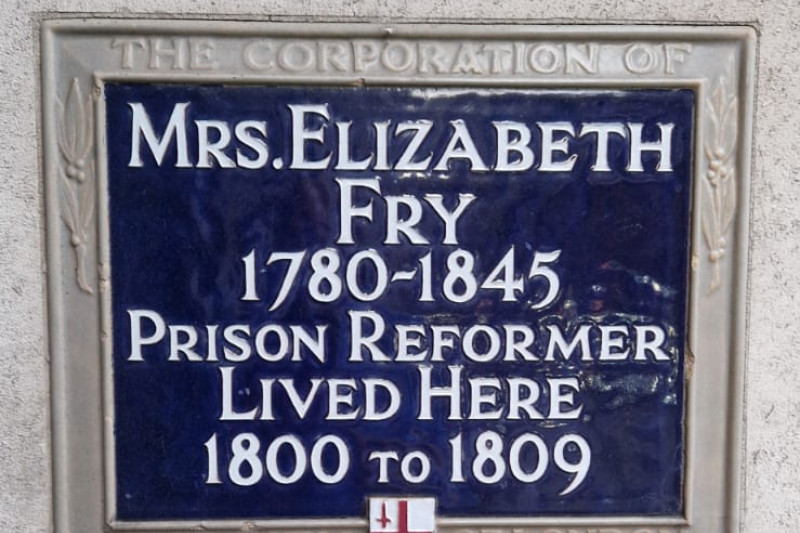 THE CORPORATION OF
MRS. ELIZABETH
FRY
1780-1845
PRISON REFORMER
LIVED HERE
1800 TO 1809